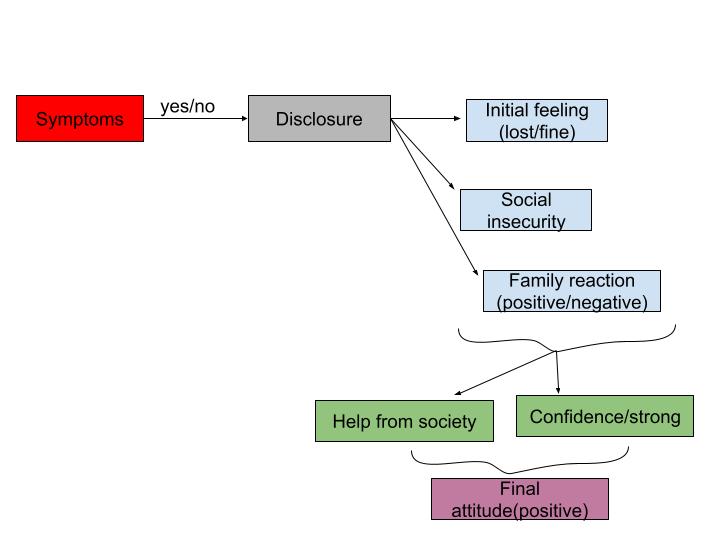 Symptoms
yes/no
Disclosure
Initial feeling
(lost/fine)
Social
insecurity
Family reaction
(positive/negative)
Help from society
Confidence/strong
Final
attitude(positive)